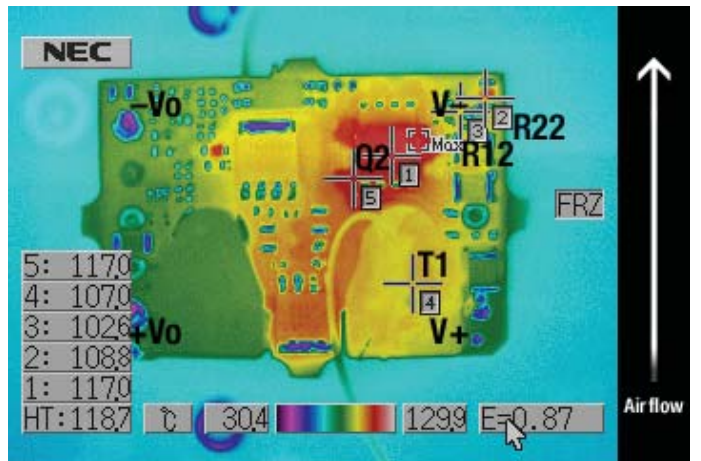 NEC
-Vo
V-
2
R22
3
Max
R12
Q2
1
5
FRZ
T1
4
5: 117.0
4: 107.0
3: 102.6
2: 108.8
1: 117.0
+Vo
V+
HT: 118.7 ℃ 30.4 129.9 E=0.87
Airflow